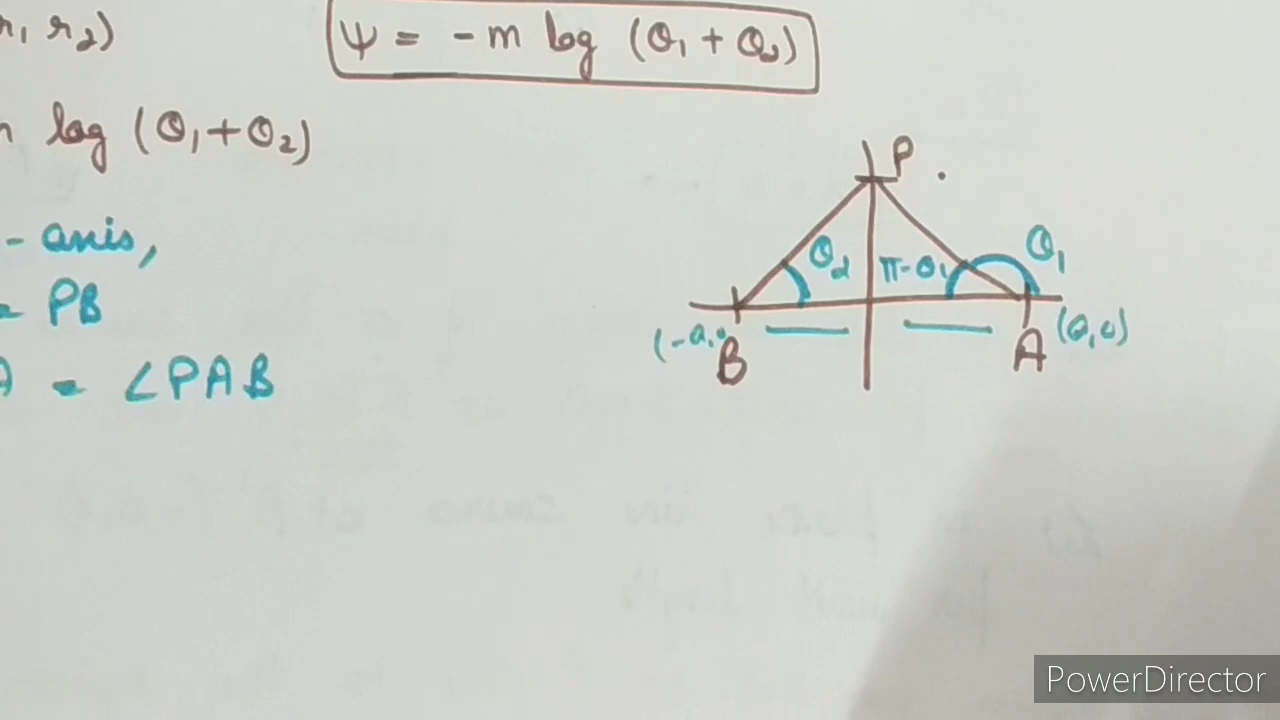 r₁ r₂)
ψ = -m log (θ₁ + θ₂)
log (θ₁+θ₂)
- axis,
= PB
= ∠PAB
P .
θ₂
π-θ₁
θ₁
(-a,0
B
A
(a,0)
PowerDirector